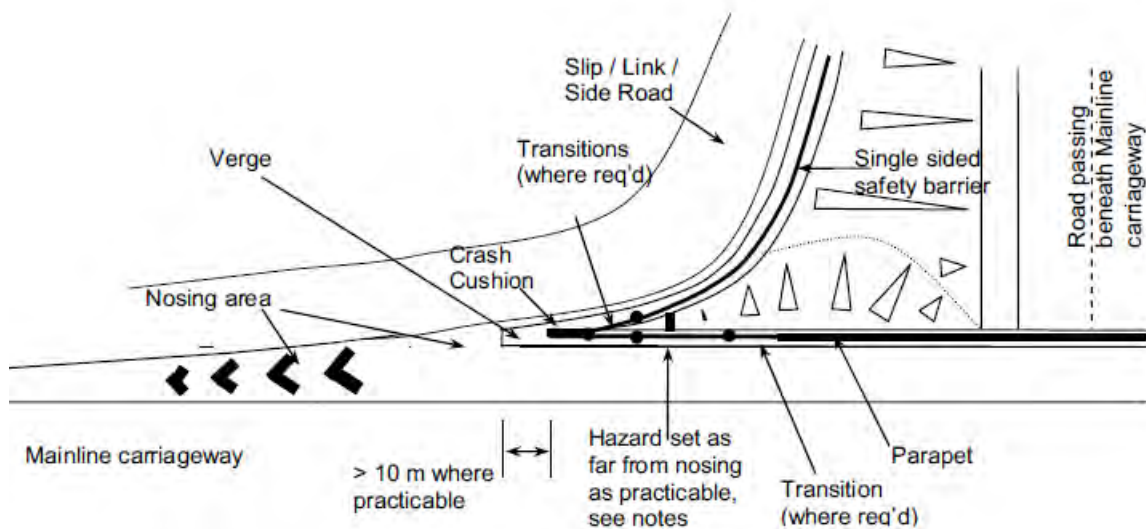 Slip / Link /
Side Road
Transitions
(where req'd)
Verge
Single sided
safety barrier
Road passing
beneath Mainline
carriageway
Crash
Cushion
Nosing area
Mainline carriageway
> 10 m where
practicable
Hazard set as
far from nosing
as practicable,
see notes
Parapet
Transition
(where req'd)